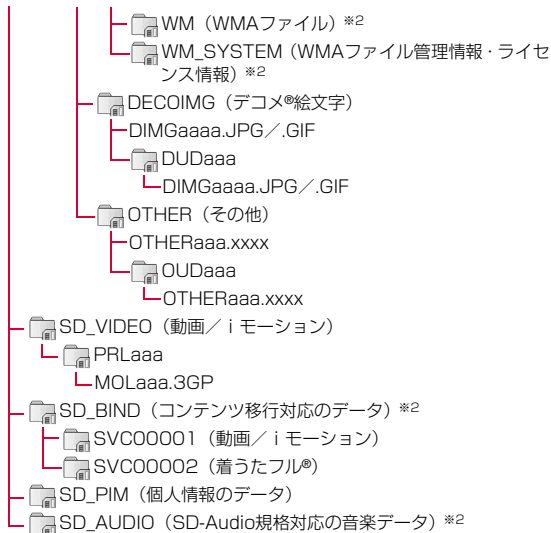 WM（WMAファイル）※2
WM_SYSTEM（WMAファイル管理情報・ライセ
ンス情報）※2
DECOIMG（デコメ®絵文字）
DIMGaaaa.JPG／.GIF
DUDaaa
DIMGaaaa.JPG／.GIF
OTHER（その他）
OTHERaaa.xxxx
OUDaaa
OTHERaaa.xxxx
SD_VIDEO（動画／ｉモーション）
PRLaaa
MOLaaa.3GP
SD_BIND（コンテンツ移行対応のデータ）※2
SVC00001（動画／ｉモーション）
SVC00002（着うたフル®）
SD_PIM（個人情報のデータ）
SD_AUDIO（SD-Audio規格対応の音楽データ）※2